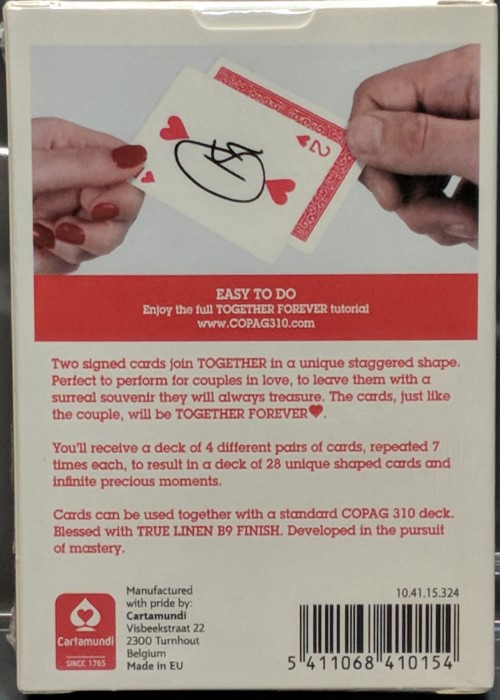 2
EASY TO DO
Enjoy the full TOGETHER FOREVER tutorial
www.COPAG310.com
Two signed cards join TOGETHER in a unique staggered shape.
Perfect to perform for couples in love, to leave them with a
surreal souvenir they will always treasure. The cards, just like
the couple, will be TOGETHER FOREVER♥.
You'll receive a deck of 4 different pairs of cards, repeated 7
times each, to result in a deck of 28 unique shaped cards and
infinite precious moments.
Cards can be used together with a standard COPAG 310 deck.
Blessed with TRUE LINEN B9 FINISH. Developed in the pursuit
of mastery.
Cartamundi
SINCE 1765
Manufactured
with pride by:
Cartamundi
Visbeekstraat 22
2300 Turnhout
Belgium
Made in EU
10.41.15.324
5 411068 410154